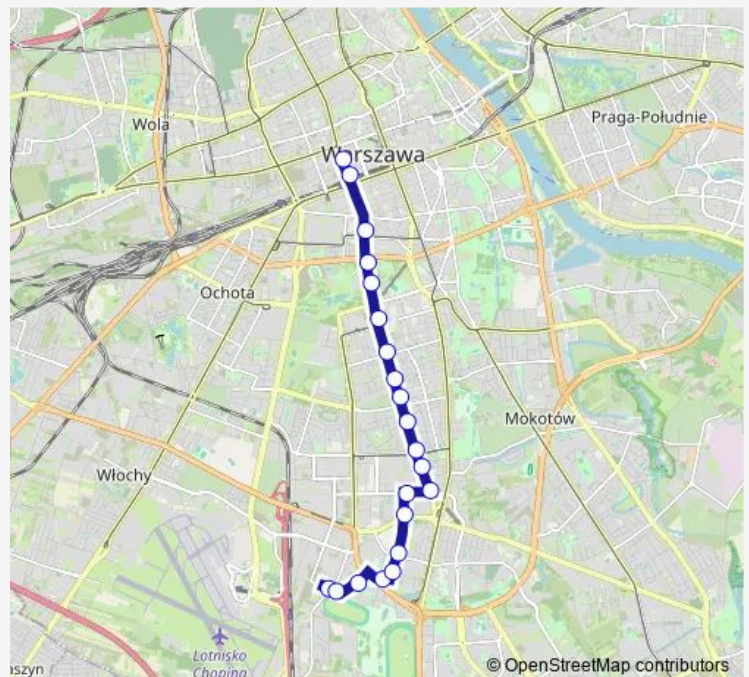 Wola
Praga-Południe
Warszawa
Ochota
Mokotów
Włochy
Lotnisko
Chopina
© OpenStreetMap contributors